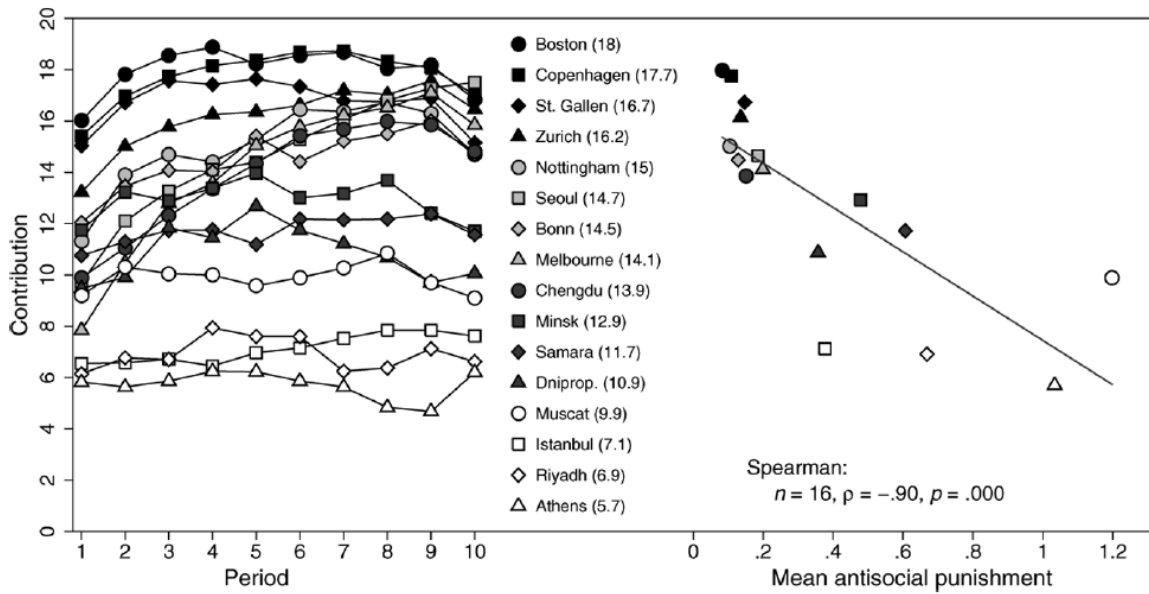 Contribution
0
2
4
6
8
10
12
14
16
18
20
1 2 3 4 5 6 7 8 9 10
Period
Boston (18)
Copenhagen (17.7)
St. Gallen (16.7)
Zurich (16.2)
Nottingham (15)
Seoul (14.7)
Bonn (14.5)
Melbourne (14.1)
Chengdu (13.9)
Minsk (12.9)
Samara (11.7)
Dniprop. (10.9)
Muscat (9.9)
Istanbul (7.1)
Riyadh (6.9)
Athens (5.7)
Spearman:
n = 16, ρ = –.90, p = .000
0 .2 .4 .6 .8 1 1.2
Mean antisocial punishment